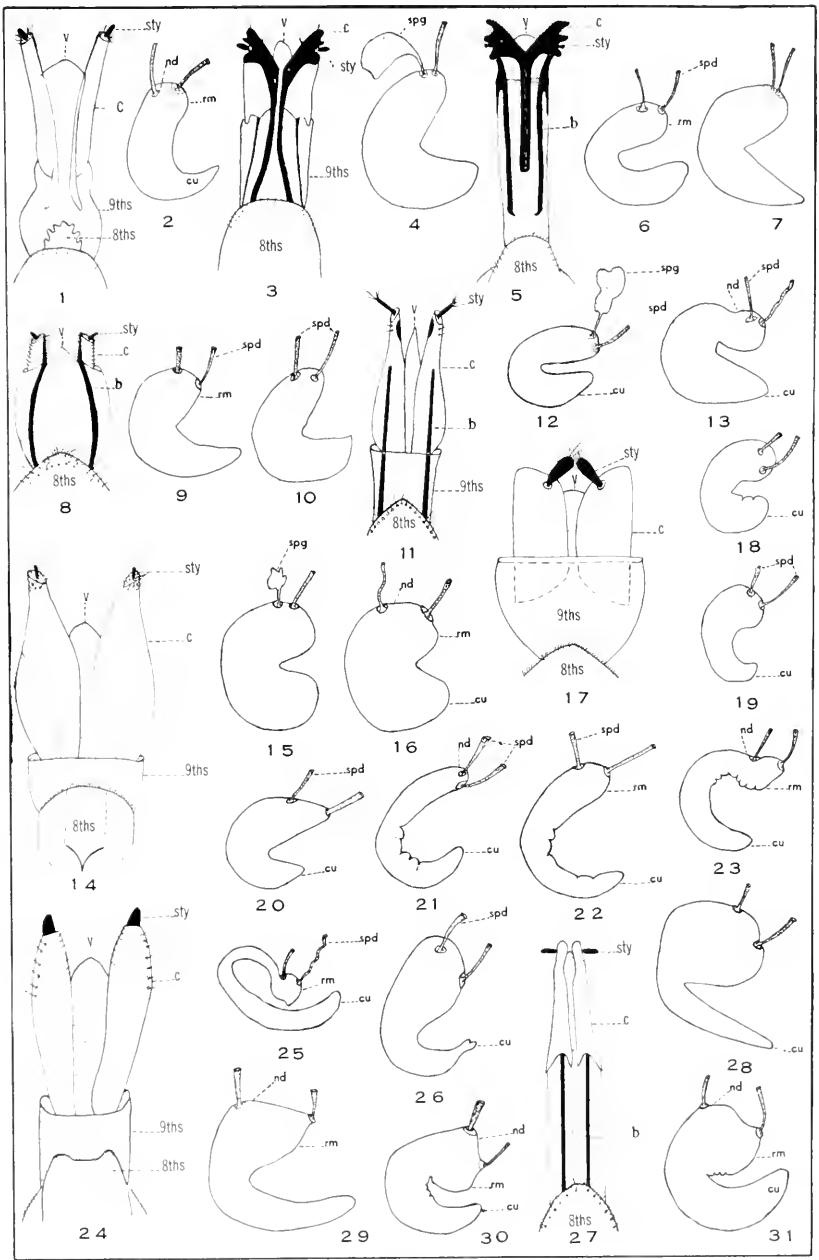 sty
v
c
9ths
8ths
1
nd
rm
cu
2
v
c
sty
9ths
8ths
3
spg
4
c
v
sty
b
8ths
5
spd
rm
6
7
v
sty
c
b
8ths
8
spd
rm
9
spd
10
sty
v
c
b
9ths
8ths
11
spg
spd
cu
12
spd
nd
cu
13
sty
v
c
9ths
8ths
14
spg
15
nd
rm
cu
16
sty
v
c
9ths
8ths
17
cu
18
spd
cu
19
spd
cu
20
nd
spd
cu
21
spd
rm
cu
22
nd
rm
cu
23
sty
v
c
9ths
8ths
24
spd
rm
cu
25
spd
cu
26
sty
c
b
8ths
27
cu
28
nd
rm
29
nd
rm
cu
30
nd
rm
cu
31